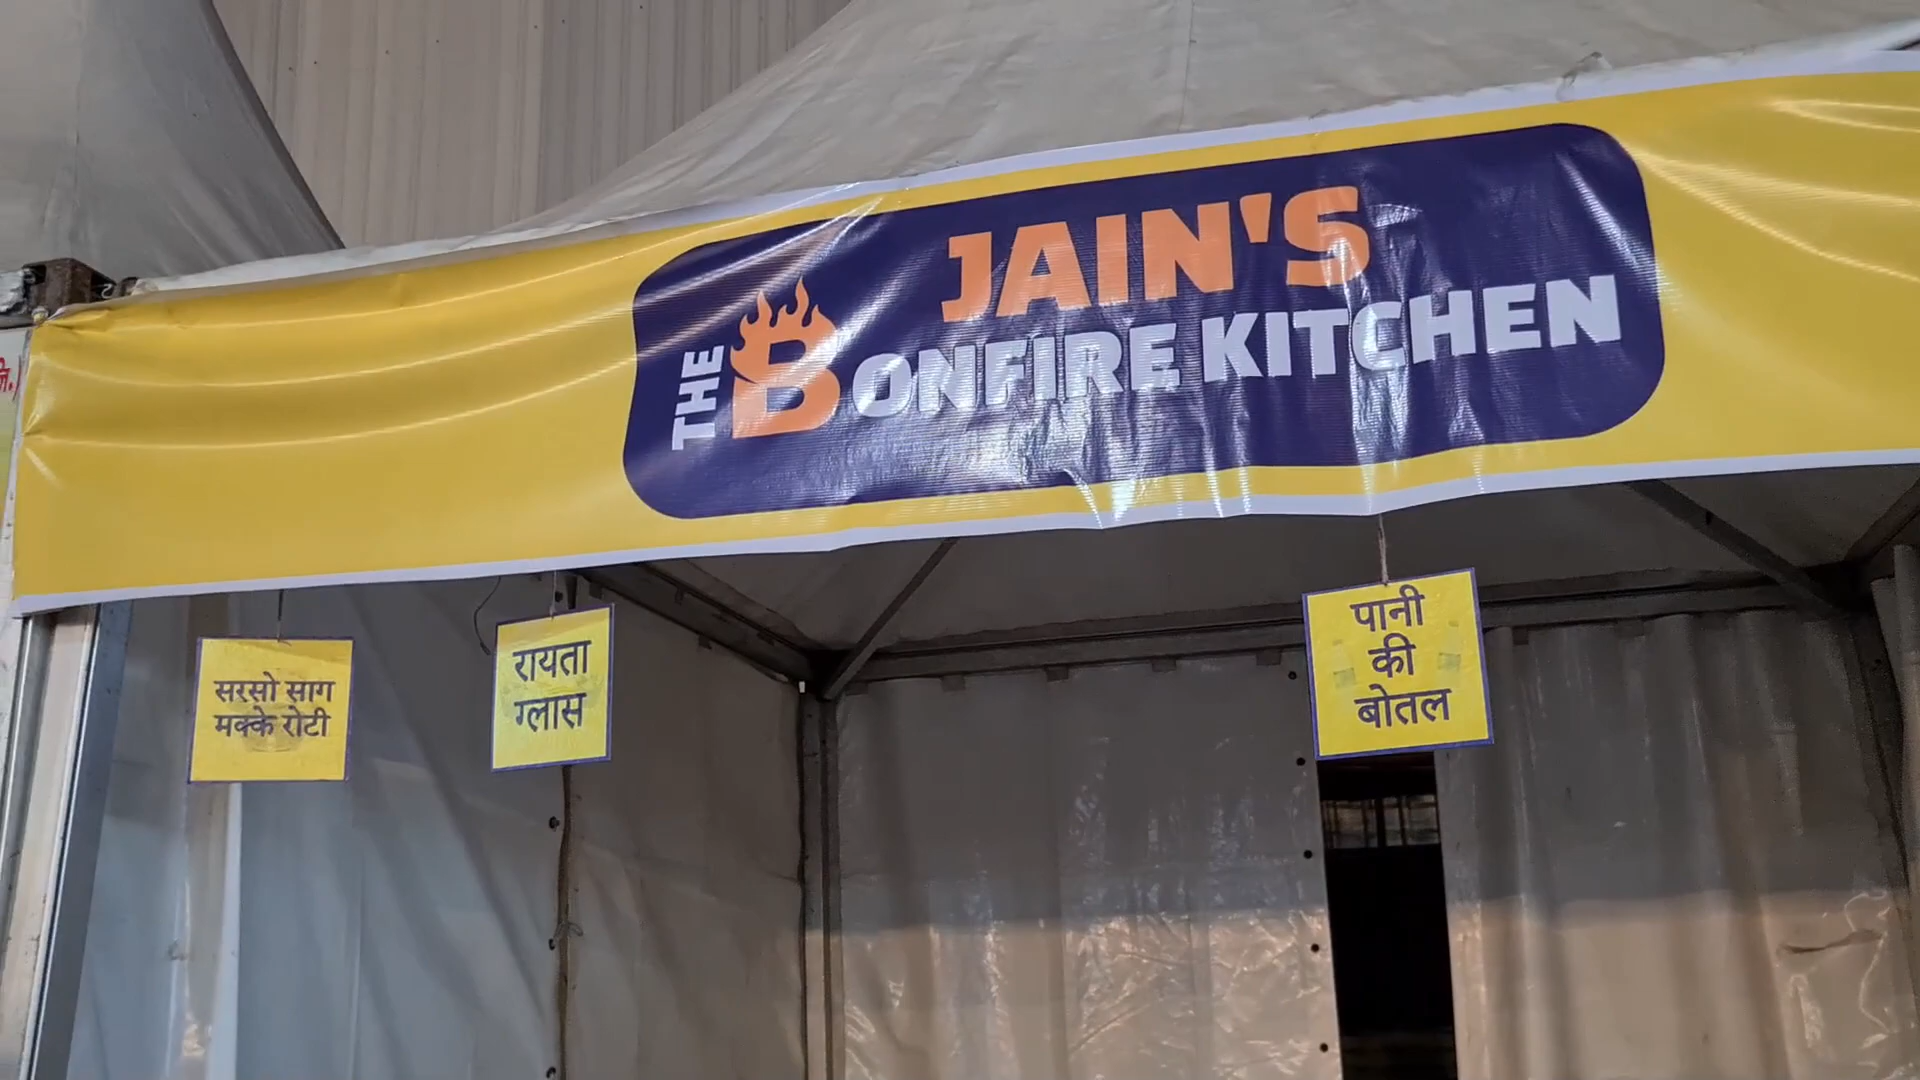 JAIN'S
THE BONFIRE KITCHEN
सरसो साग
मक्के रोटी
रायता
ग्लास
पानी
की
बोतल